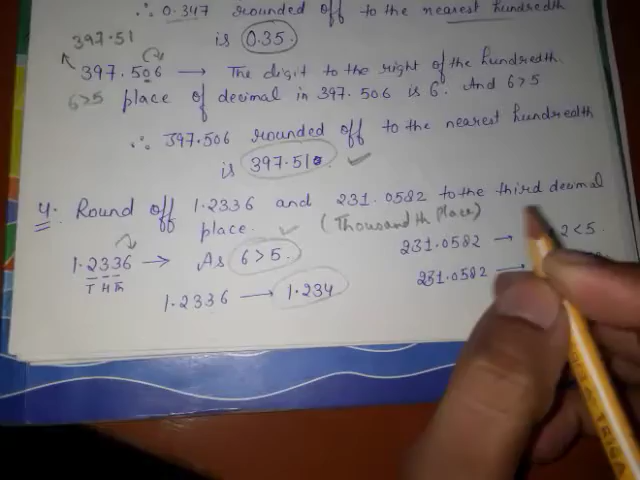 ∴ 0.347 rounded off to the nearest hundredth
397.51
is 0.35.
397.506 → The digit to the right of the hundredth
6>5 place of decimal in 397.506 is 6. And 6>5
∴ 397.506 rounded off to the nearest hundredth
is 397.51
4. Round off 1.2336 and 231.0582 to the third decimal
place. (Thousandth Place)
1.2336 → As 6>5.
T H Th
1.2336 → 1.234
231.0582 → 2<5.
231.0582 →